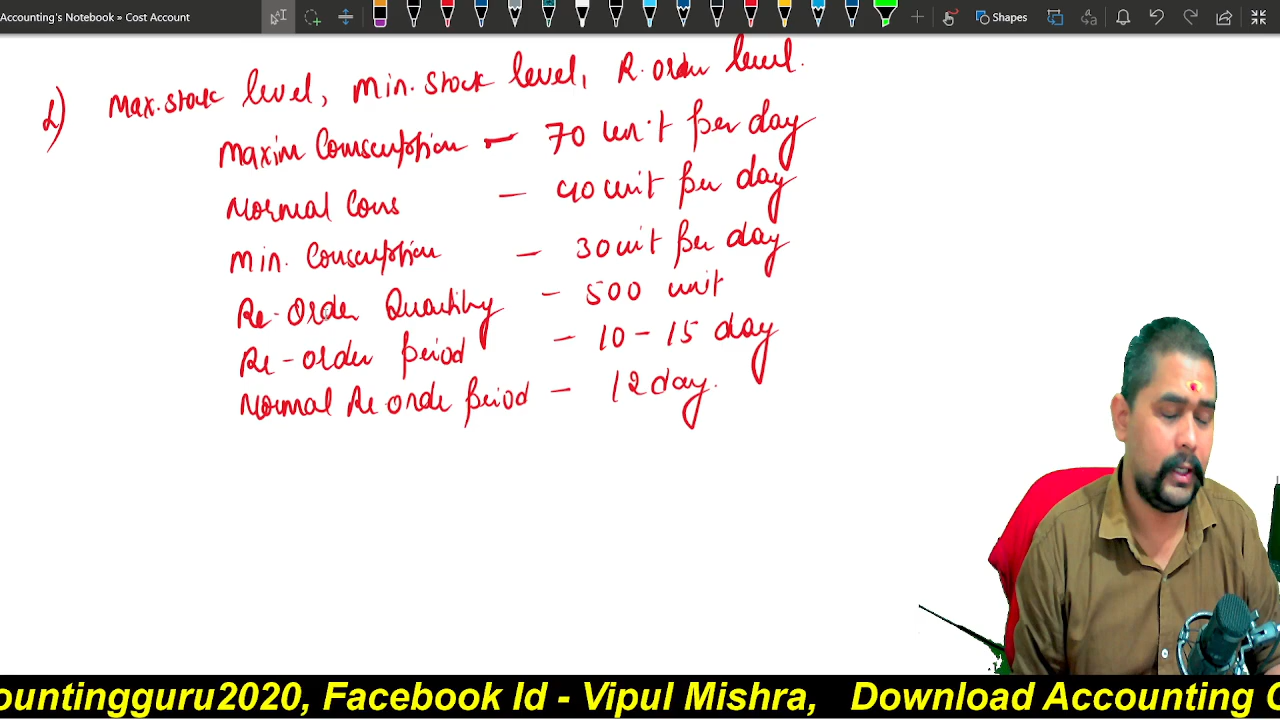 Accounting's Notebook » Cost Account
Shapes
2) Max. Stock level, Min. Stock level, R. order level.
Maxim Consumption - 70 unit per day
Normal Cons - 40 unit per day
Min. Consumption - 30 unit per day
Re-Order Quantity - 500 unit
Re-order period - 10 - 15 day
Normal Re-order period - 12 day.
ountingguru2020, Facebook Id - Vipul Mishra, Download Accounting